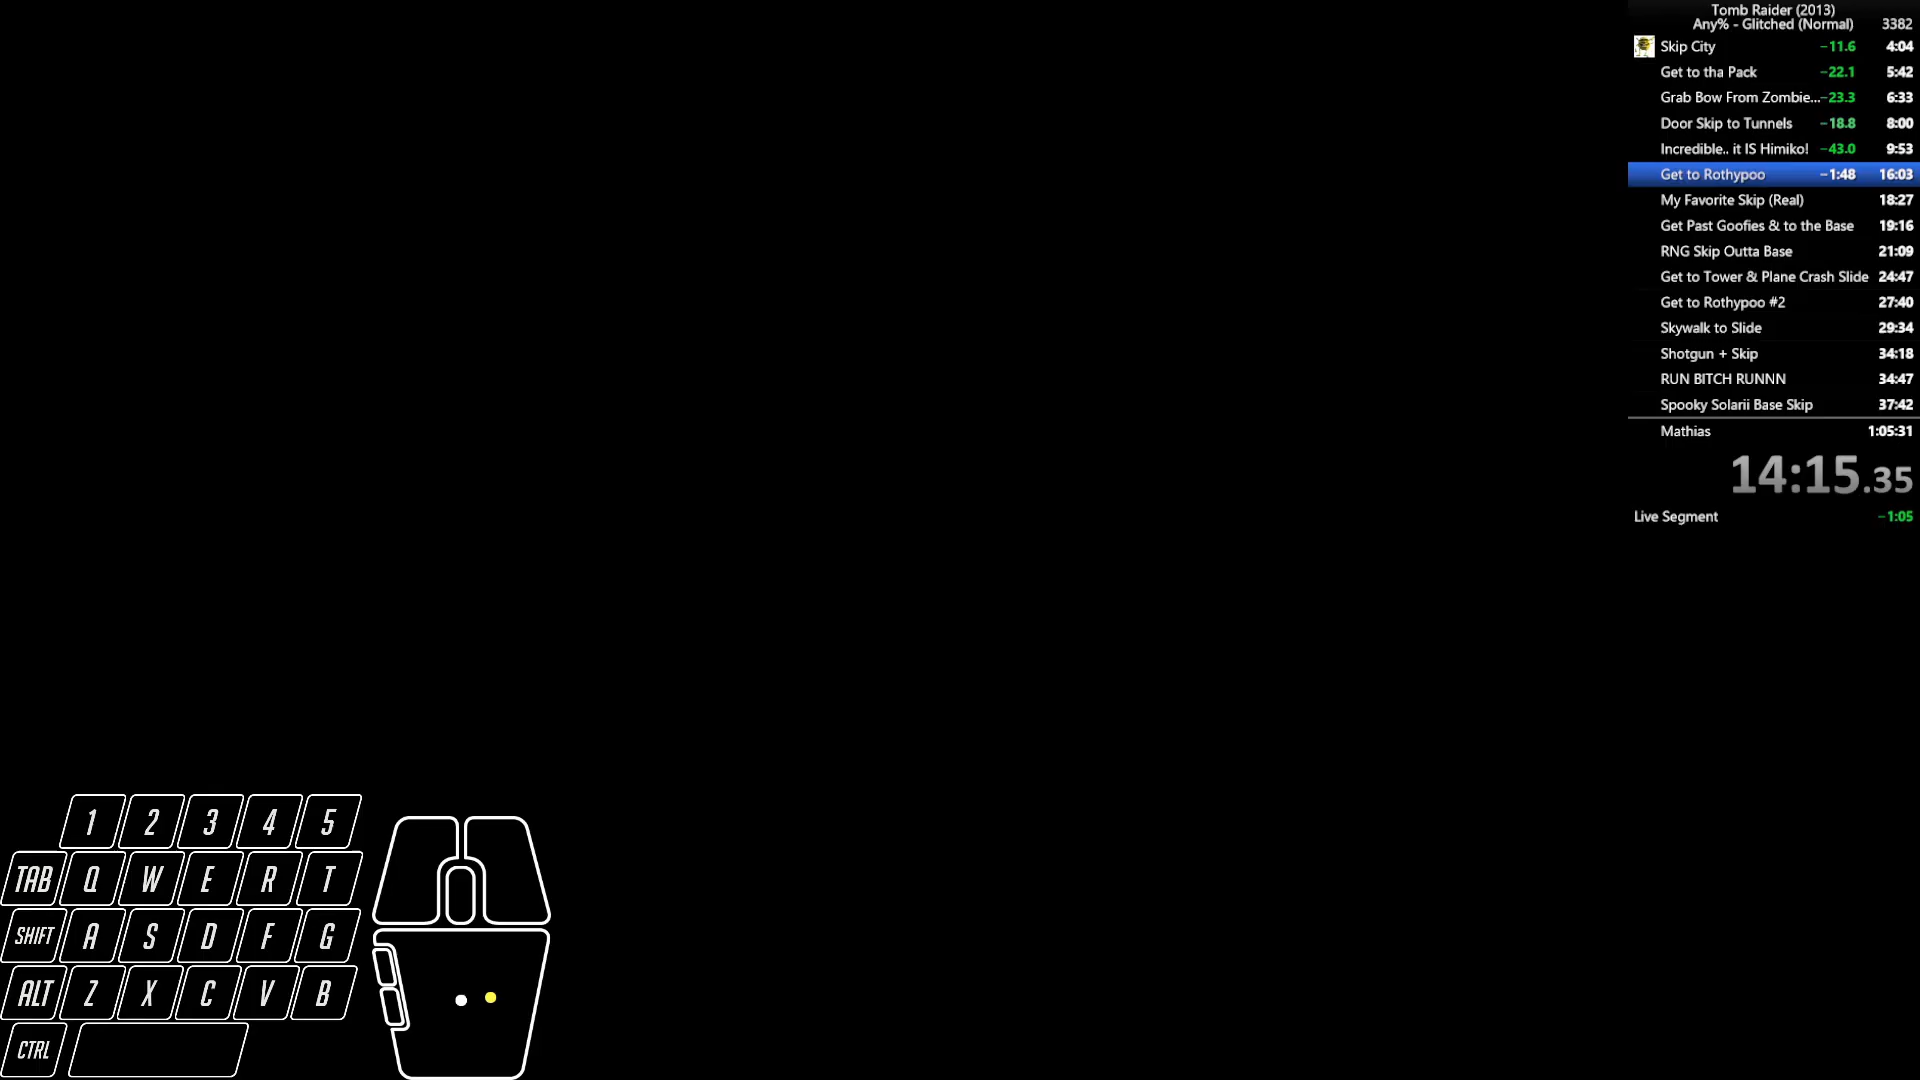 Tomb Raider (2013)
Any% - Glitched (Normal) 3382
Skip City -11.6 4:04
Get to tha Pack -22.1 5:42
Grab Bow From Zombie... -23.3 6:33
Door Skip to Tunnels -18.8 8:00
Incredible.. it IS Himiko! -43.0 9:53
Get to Rothypoo -1:48 16:03
My Favorite Skip (Real) 18:27
Get Past Goofies & to the Base 19:16
RNG Skip Outta Base 21:09
Get to Tower & Plane Crash Slide 24:47
Get to Rothypoo #2 27:40
Skywalk to Slide 29:34
Shotgun + Skip 34:18
RUN BITCH RUNNN 34:47
Spooky Solarii Base Skip 37:42
Mathias 1:05:31
14:15.35
Live Segment -1:05
1 2 3 4 5
TAB Q W E R T
SHIFT A S D F G
ALT Z X C V B
CTRL